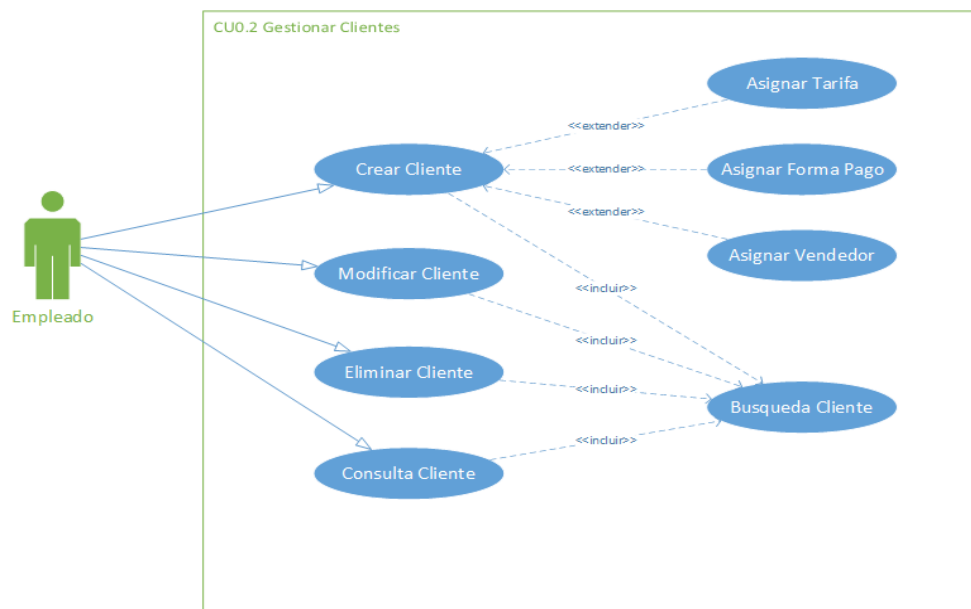 CU0.2 Gestionar Clientes
Asignar Tarifa
<<extender>>
Crear Cliente
<<extender>>
Asignar Forma Pago
<<extender>>
Asignar Vendedor
Modificar Cliente
<<incluir>>
Empleado
<<incluir>>
Eliminar Cliente
<<incluir>>
Busqueda Cliente
<<incluir>>
Consulta Cliente